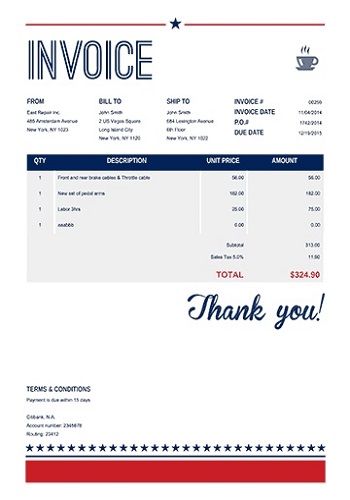 INVOICE
FROM
East Repair Inc.
485 Amsterdam Avenue
New York, NY 1023
BILL TO
John Smith
2 US Vegas Square
Long Island City
New York, NY 1120
SHIP TO
John Smith
684 Lexington Avenue
6th Floor
New York, NY 1022
INVOICE # 00256
INVOICE DATE 11/04/2014
P.O.# 1742/2014
DUE DATE 12/19/2015
QTY DESCRIPTION UNIT PRICE AMOUNT
1 Front and rear brake cables & Throttle cable 56.00 56.00
1 New set of pedal arms 182.00 182.00
1 Labor 3hrs 25.00 75.00
1 asabbb 0.00 0.00
Subtotal 313.00
Sales Tax 5.0% 11.90
TOTAL $324.90
Thank you!
TERMS & CONDITIONS
Payment is due within 15 days
Citibank, N.A.
Account number: 2345678
Routing: 23412